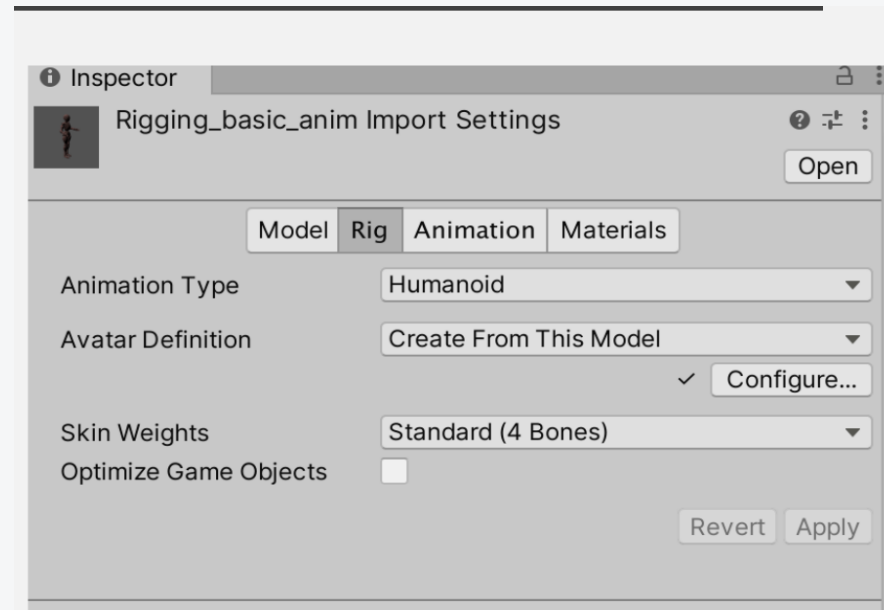 Inspector
Rigging_basic_anim Import Settings
Open
Model Rig Animation Materials
Animation Type Humanoid
Avatar Definition Create From This Model
Configure...
Skin Weights Standard (4 Bones)
Optimize Game Objects
Revert Apply